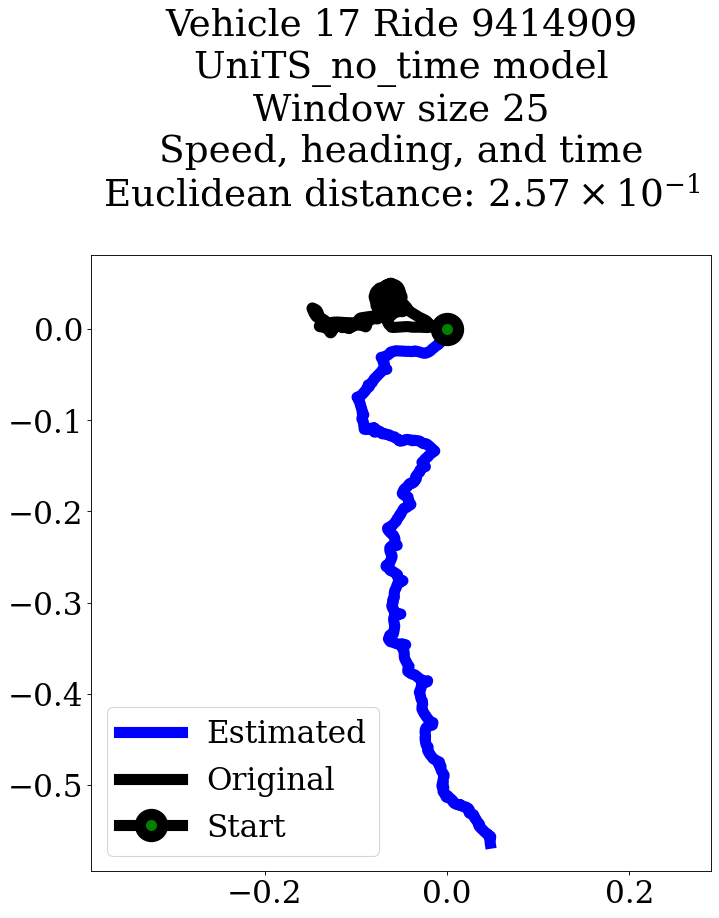 Vehicle 17 Ride 9414909
UniTS_no_time model
Window size 25
Speed, heading, and time
Euclidean distance: 2.57 × 10⁻¹
0.0
−0.1
−0.2
−0.3
−0.4
−0.5
Estimated
Original
Start
−0.2 0.0 0.2